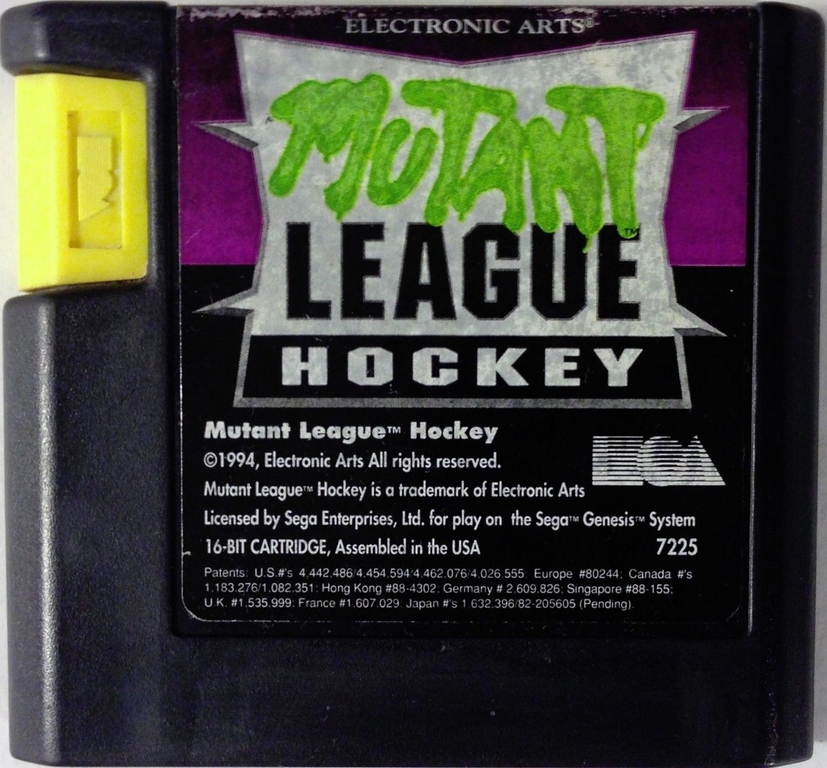 ELECTRONIC ARTS®
MUTANT
LEAGUE™
HOCKEY
Mutant League™ Hockey
©1994, Electronic Arts All rights reserved.
Mutant League™ Hockey is a trademark of Electronic Arts
EA
Licensed by Sega Enterprises, Ltd. for play on the Sega™ Genesis™ System
16-BIT CARTRIDGE, Assembled in the USA 7225
Patents: U.S.#'s 4,442.486/4.454.594/4.462.076/4.026.555; Europe #80244; Canada #'s
1.183.276/1.082.351; Hong Kong #88-4302; Germany # 2.609.826; Singapore #88-155;
U.K. #1.535.999; France #1.607.029; Japan #'s 1 632.396/82-205605 (Pending).